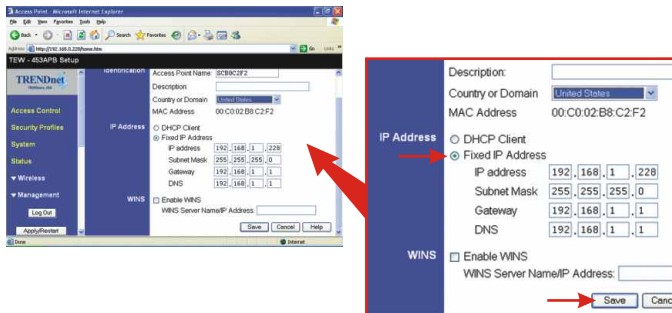 Access Point - Microsoft Internet Explorer
File Edit View Favorites Tools Help
Back Search Favorites
Address http://192.168.0.228/home.htm Go Links
TEW - 453APB Setup
TRENDnet
Access Control
Security Profiles
System
Status
Wireless
Management
Log Out
Apply/Restart
Identification Access Point Name SCB8C2F2
Description
Country or Domain United States
MAC Address 00:C0:02:B8:C2:F2
IP Address DHCP Client
Fixed IP Address
IP address 192 .168 .1 .228
Subnet Mask 255 .255 .255 .0
Gateway 192 .168 .1 .1
DNS 192 .168 .1 .1
WINS Enable WINS
WINS Server Name/IP Address:
Save Cancel Help
Done Internet
Description:
Country or Domain United States
MAC Address 00:C0:02:B8:C2:F2
IP Address DHCP Client
Fixed IP Address
IP address 192 .168 .1 .228
Subnet Mask 255 .255 .255 .0
Gateway 192 .168 .1 .1
DNS 192 .168 .1 .1
WINS Enable WINS
WINS Server Name/IP Address:
Save Canc